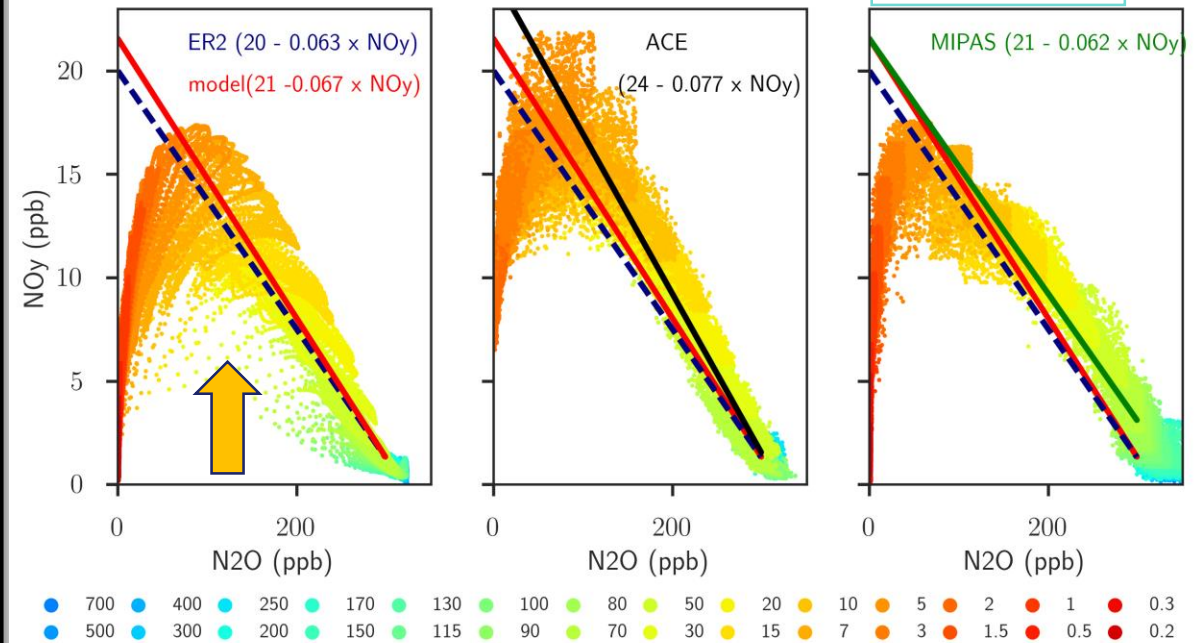 ER2 (20 - 0.063 x NOy)
model(21 -0.067 x NOy)
ACE
(24 - 0.077 x NOy)
MIPAS (21 - 0.062 x NOy)
NOy (ppb)
20
15
10
5
0
0 200
N2O (ppb)
0 200
N2O (ppb)
0 200
N2O (ppb)
700 400 250 170 130 100 80 50 20 10 5 2 1 0.3
500 300 200 150 115 90 70 30 15 7 3 1.5 0.5 0.2